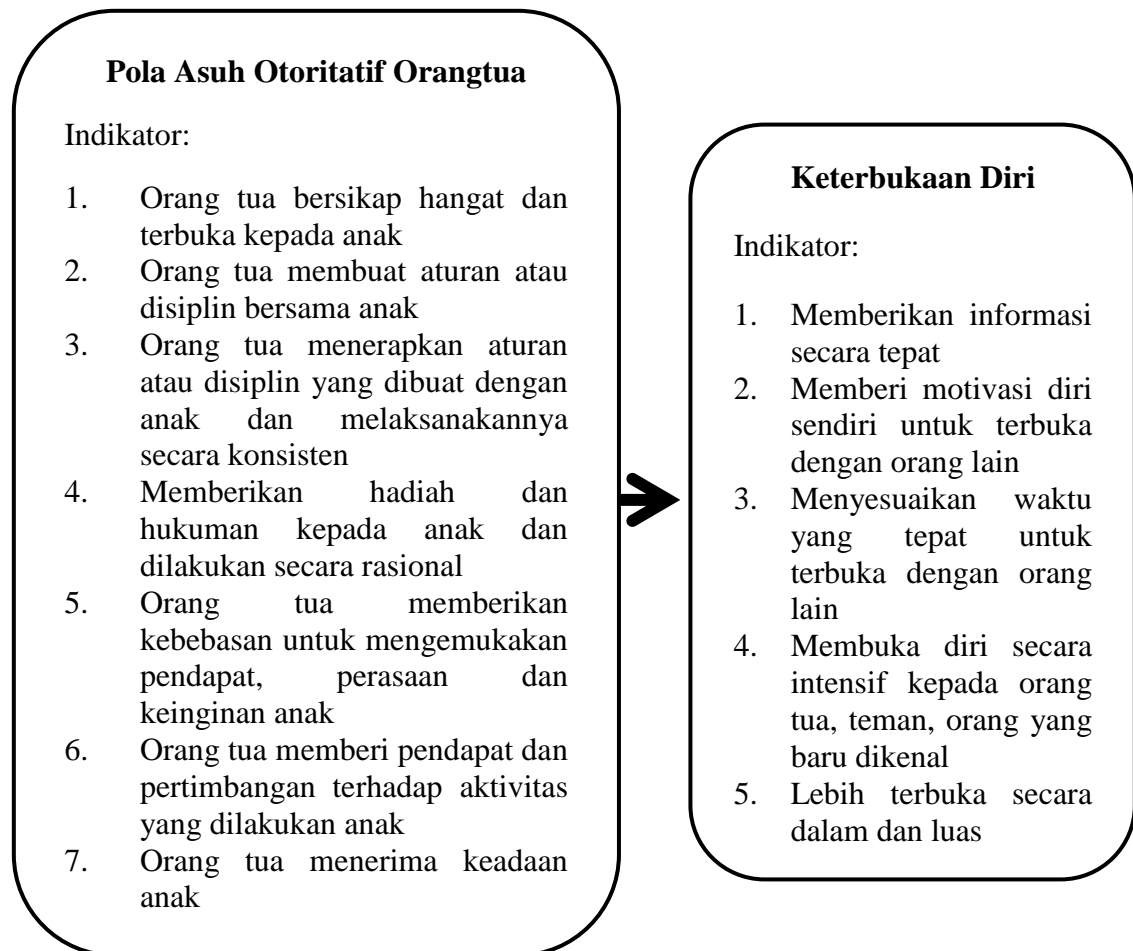 Pola Asuh Otoritatif Orangtua
Indikator:
1. Orang tua bersikap hangat dan
terbuka kepada anak
2. Orang tua membuat aturan atau
disiplin bersama anak
3. Orang tua menerapkan aturan
atau disiplin yang dibuat dengan
anak dan melaksanakannya
secara konsisten
4. Memberikan hadiah dan
hukuman kepada anak dan
dilakukan secara rasional
5. Orang tua memberikan
kebebasan untuk mengemukakan
pendapat, perasaan dan
keinginan anak
6. Orang tua memberi pendapat dan
pertimbangan terhadap aktivitas
yang dilakukan anak
7. Orang tua menerima keadaan
anak
Keterbukaan Diri
Indikator:
1. Memberikan informasi
secara tepat
2. Memberi motivasi diri
sendiri untuk terbuka
dengan orang lain
3. Menyesuaikan waktu
yang tepat untuk
terbuka dengan orang
lain
4. Membuka diri secara
intensif kepada orang
tua, teman, orang yang
baru dikenal
5. Lebih terbuka secara
dalam dan luas